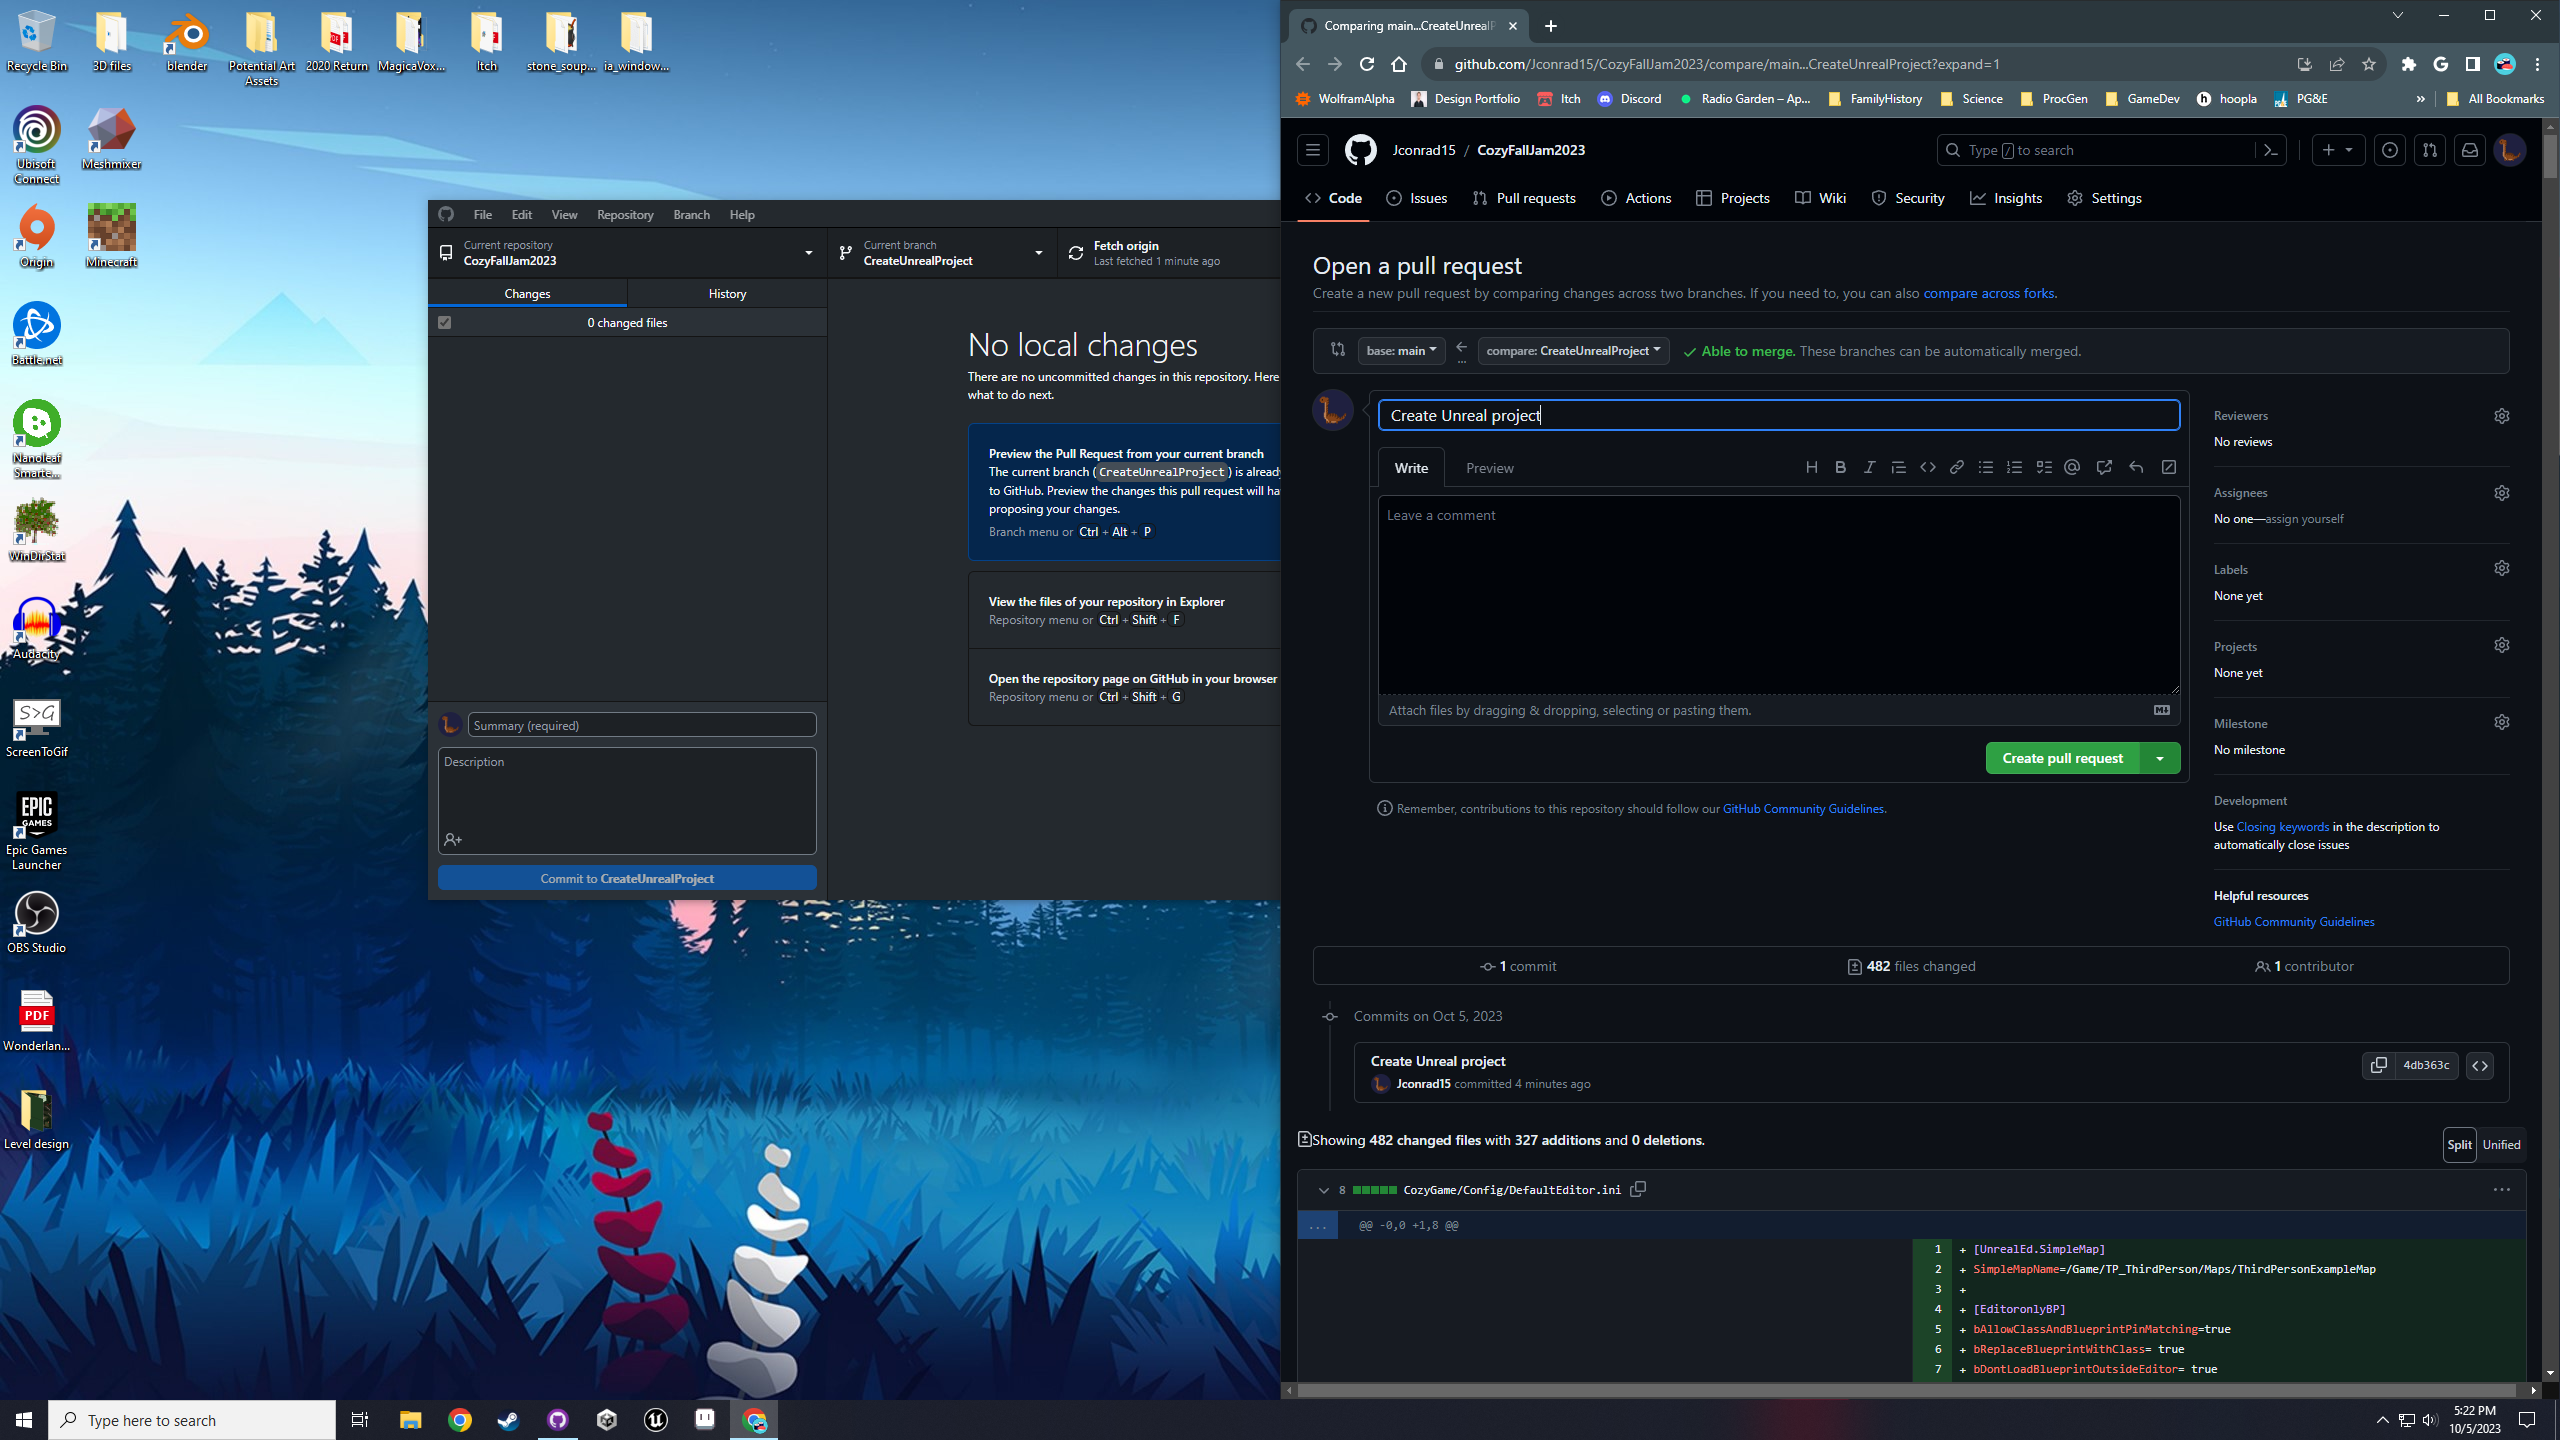 Recycle Bin
3D files
blender
Potential Art Assets
2020 Return
MagicaVox...
Itch
stone_soup...
ia_window...
Ubisoft Connect
Meshmixer
Origin
Minecraft
Battle.net
Nanoleaf Smarte...
WinDirStat
Audacity
S>G
ScreenToGif
EPIC GAMES
Epic Games Launcher
OBS Studio
PDF
Wonderlan...
Level design
File Edit View Repository Branch Help
Current repository
CozyFallJam2023
Current branch
CreateUnrealProject
Fetch origin
Last fetched 1 minute ago
Changes History
0 changed files
No local changes
There are no uncommitted changes in this repository. Here
what to do next.
Preview the Pull Request from your current branch
The current branch (CreateUnrealProject) is already
to GitHub. Preview the changes this pull request will ha
proposing your changes.
Branch menu or Ctrl + Alt + P
View the files of your repository in Explorer
Repository menu or Ctrl + Shift + F
Open the repository page on GitHub in your browser
Repository menu or Ctrl + Shift + G
Summary (required)
Description
Commit to CreateUnrealProject
Comparing main...CreateUnrealP
github.com/Jconrad15/CozyFallJam2023/compare/main...CreateUnrealProject?expand=1
WolframAlpha Design Portfolio Itch Discord Radio Garden – Ap... FamilyHistory Science ProcGen GameDev hoopla PG&E » All Bookmarks
Jconrad15 / CozyFallJam2023
Type / to search
Code Issues Pull requests Actions Projects Wiki Security Insights Settings
Open a pull request
Create a new pull request by comparing changes across two branches. If you need to, you can also compare across forks.
base: main
compare: CreateUnrealProject
Able to merge. These branches can be automatically merged.
Create Unreal project
Write Preview
Leave a comment
Attach files by dragging & dropping, selecting or pasting them.
Create pull request
Remember, contributions to this repository should follow our GitHub Community Guidelines.
Reviewers
No reviews
Assignees
No one—assign yourself
Labels
None yet
Projects
None yet
Milestone
No milestone
Development
Use Closing keywords in the description to
automatically close issues
Helpful resources
GitHub Community Guidelines
1 commit
482 files changed
1 contributor
Commits on Oct 5, 2023
Create Unreal project
Jconrad15 committed 4 minutes ago
4db363c
Showing 482 changed files with 327 additions and 0 deletions.
Split Unified
8 CozyGame/Config/DefaultEditor.ini
... @@ -0,0 +1,8 @@
1 + [UnrealEd.SimpleMap]
2 + SimpleMapName=/Game/TP_ThirdPerson/Maps/ThirdPersonExampleMap
3 +
4 + [EditoronlyBP]
5 + bAllowClassAndBlueprintPinMatching=true
6 + bReplaceBlueprintWithClass= true
7 + bDontLoadBlueprintOutsideEditor= true
Type here to search
5:22 PM
10/5/2023